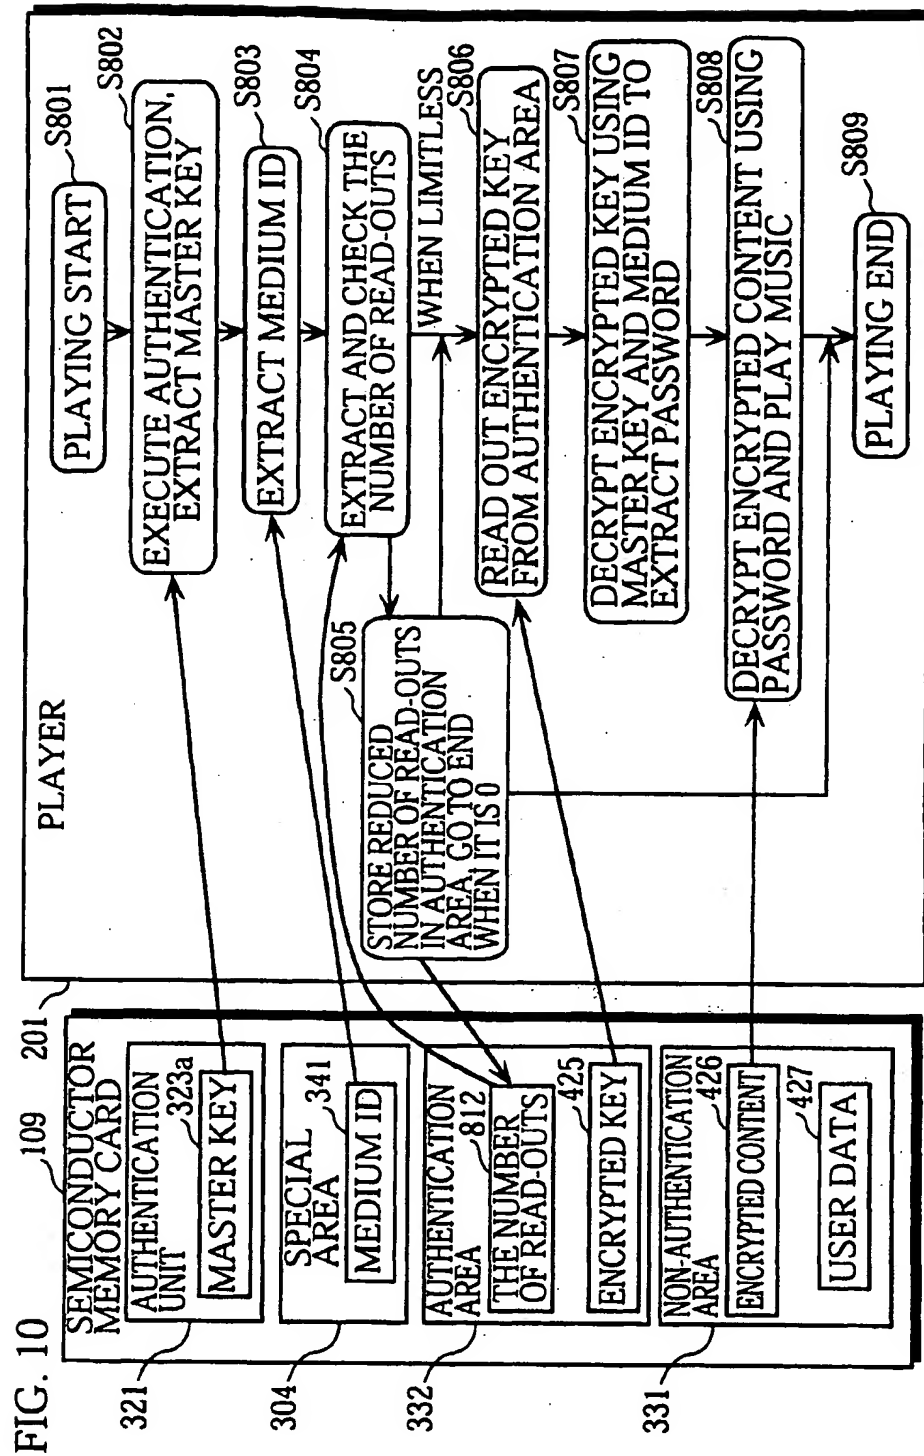 FIG. 10
109
SEMICONDUCTOR
MEMORY CARD
321
AUTHENTICATION
UNIT
323a
MASTER KEY
304
SPECIAL
AREA
341
MEDIUM ID
332
AUTHENTICATION
AREA
812
THE NUMBER
OF READ-OUTS
425
ENCRYPTED KEY
331
NON-AUTHENTICATION
AREA
426
ENCRYPTED CONTENT
427
USER DATA
201
PLAYER
PLAYING START
S801
EXECUTE AUTHENTICATION,
EXTRACT MASTER KEY
S802
EXTRACT MEDIUM ID
S803
EXTRACT AND CHECK THE
NUMBER OF READ-OUTS
S804
WHEN LIMITLESS
STORE REDUCED
NUMBER OF READ-OUTS
IN AUTHENTICATION
AREA, GO TO END
WHEN IT IS 0
S805
READ OUT ENCRYPTED KEY
FROM AUTHENTICATION AREA
S806
DECRYPT ENCRYPTED KEY USING
MASTER KEY AND MEDIUM ID TO
EXTRACT PASSWORD
S807
DECRYPT ENCRYPTED CONTENT USING
PASSWORD AND PLAY MUSIC
S808
PLAYING END
S809